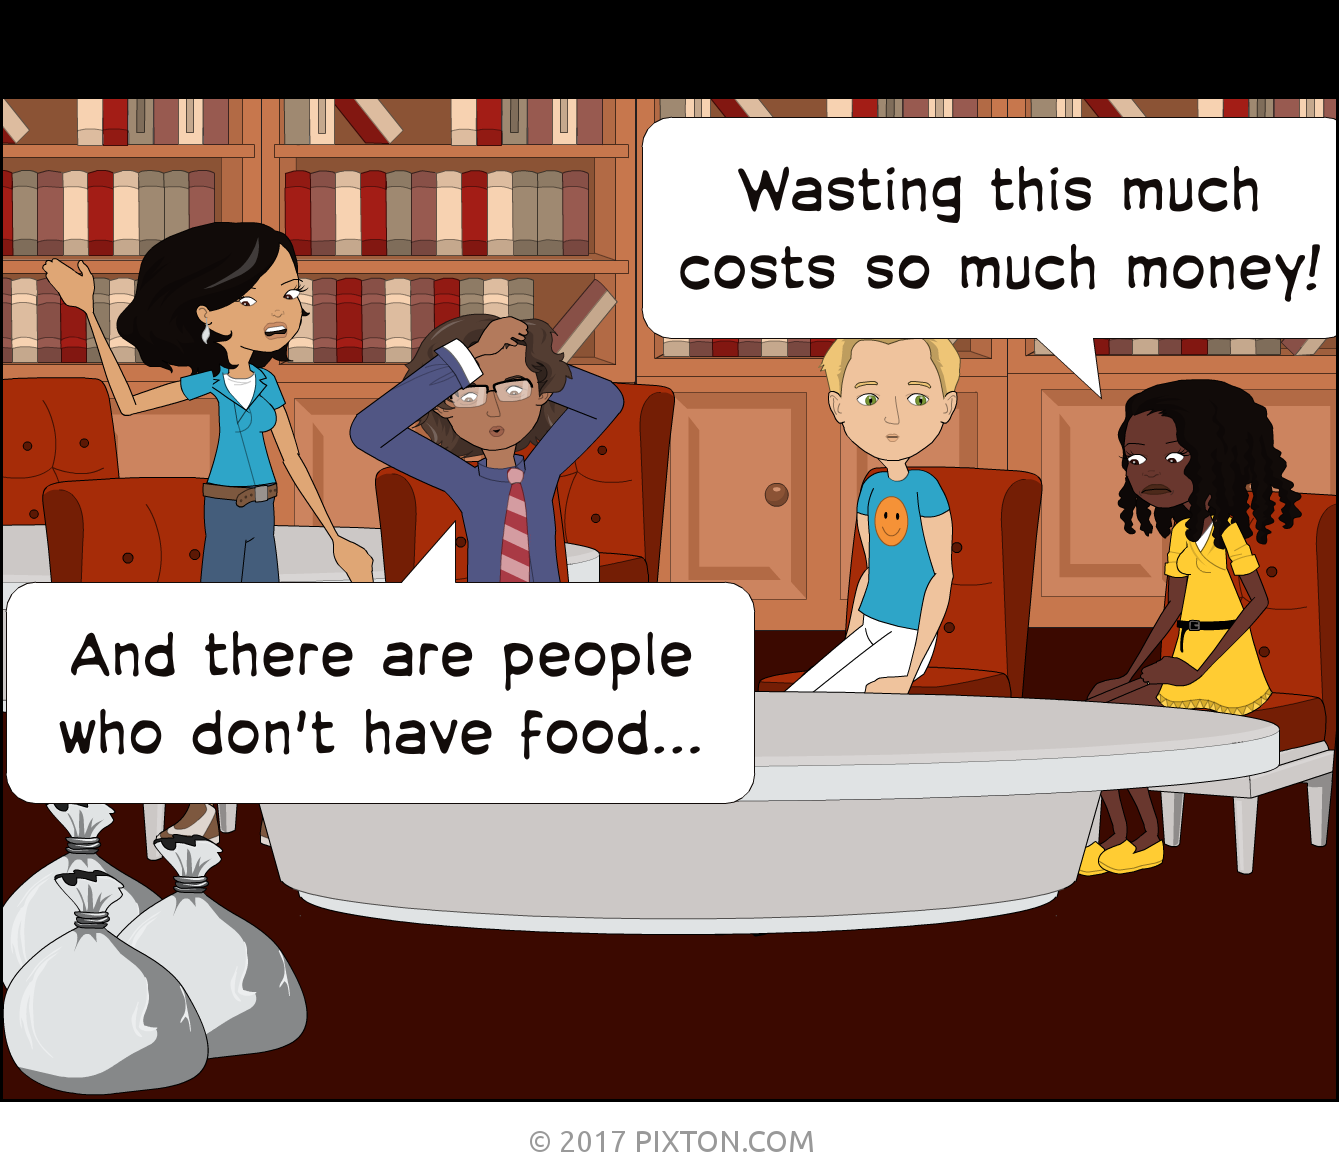 Wasting this much
costs so much money!
And there are people
who don't have food...
© 2017 PIXTON.COM